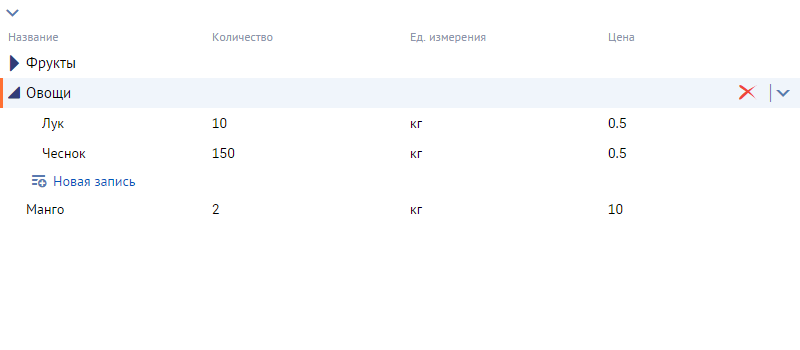 Название Количество Ед. измерения Цена
Фрукты
Овощи
Лук 10 кг 0.5
Чеснок 150 кг 0.5
Новая запись
Манго 2 кг 10